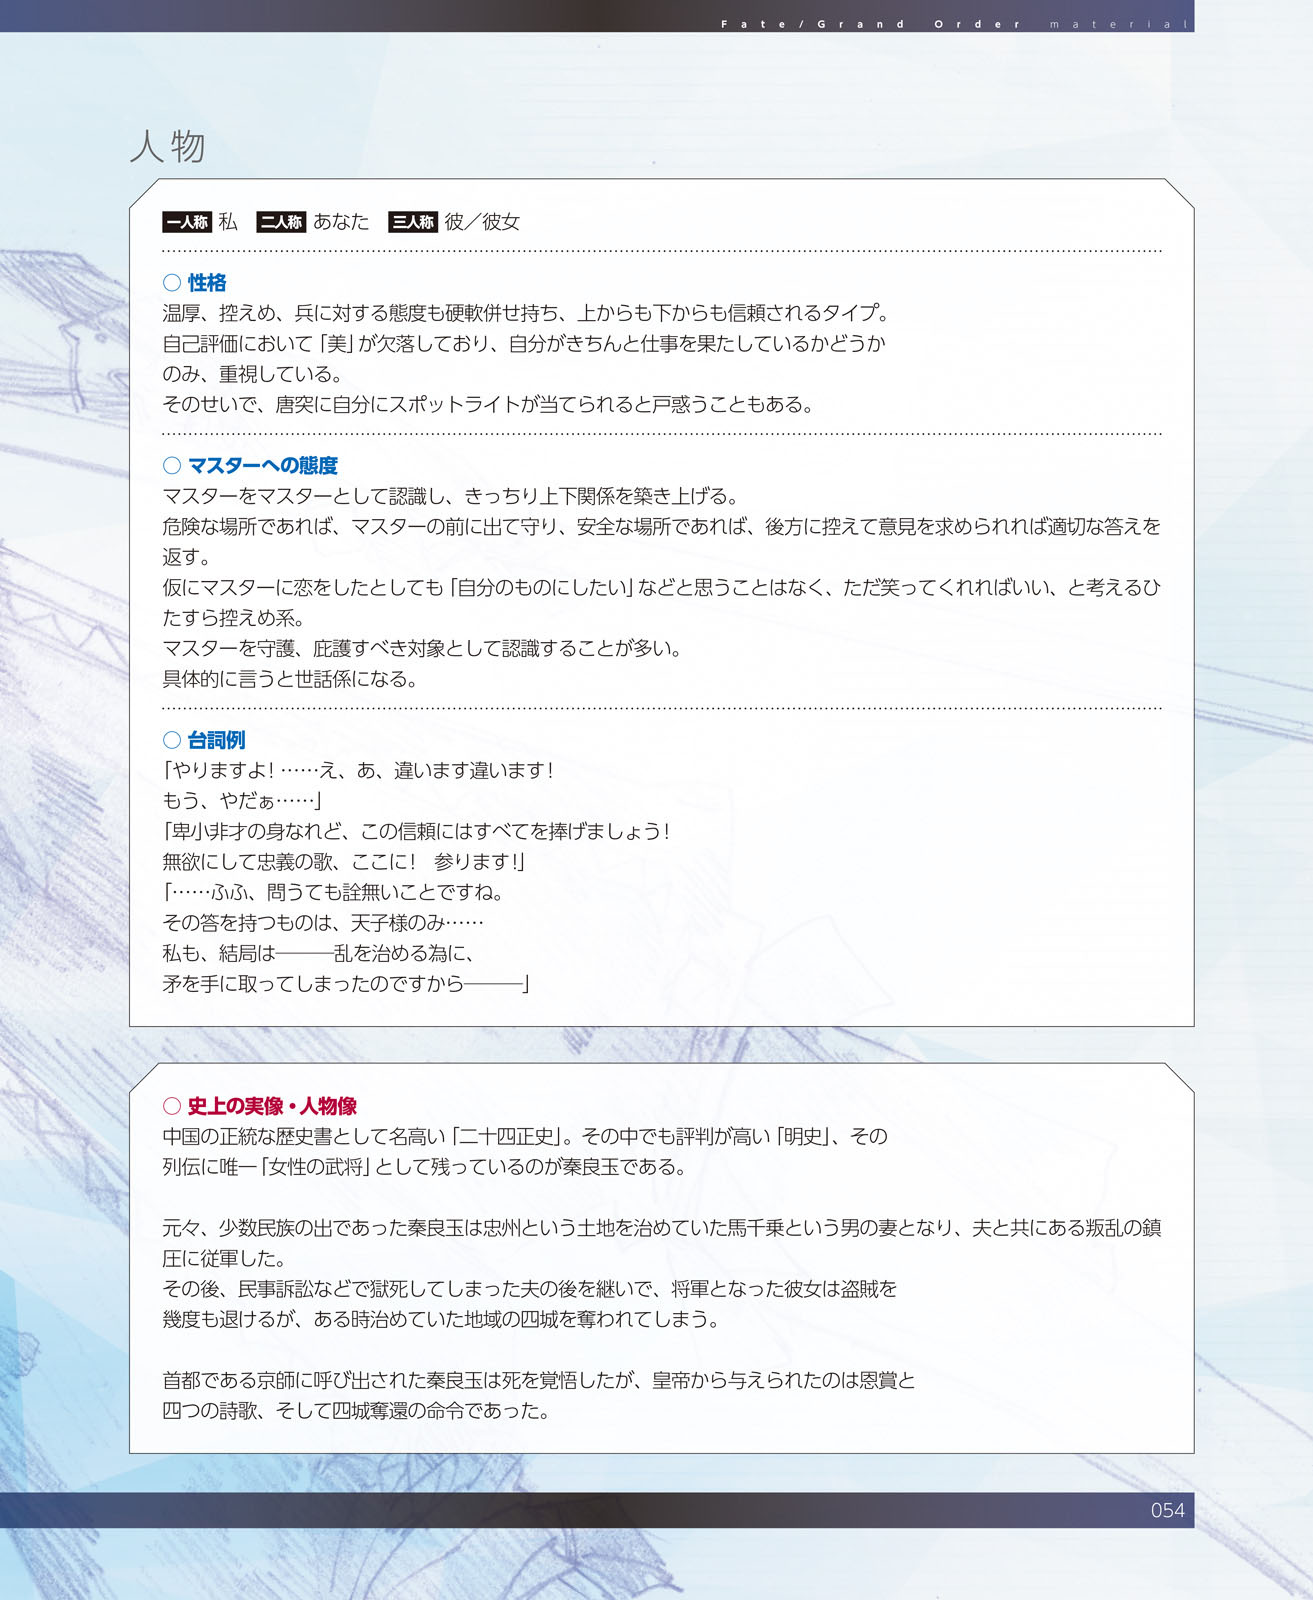 Fate/Grand Order material
人物
一人称 私 二人称 あなた 三人称 彼／彼女
○ 性格
温厚、控えめ、兵に対する態度も硬軟併せ持ち、上からも下からも信頼されるタイプ。
自己評価において「美」が欠落しており、自分がきちんと仕事を果たしているかどうか
のみ、重視している。
そのせいで、唐突に自分にスポットライトが当てられると戸惑うこともある。
○ マスターへの態度
マスターをマスターとして認識し、きっちり上下関係を築き上げる。
危険な場所であれば、マスターの前に出て守り、安全な場所であれば、後方に控えて意見を求められれば適切な答えを
返す。
仮にマスターに恋をしたとしても「自分のものにしたい」などと思うことはなく、ただ笑ってくれればいい、と考えるひ
たすら控えめ系。
マスターを守護、庇護すべき対象として認識することが多い。
具体的に言うと世話係になる。
○ 台詞例
「やりますよ！……え、あ、違います違います！
もう、やだぁ……」
「卑小非才の身なれど、この信頼にはすべてを捧げましょう！
無欲にして忠義の歌、ここに！　参ります！」
「……ふふ、問うても詮無いことですね。
その答を持つものは、天子様のみ……
私も、結局は―――乱を治める為に、
矛を手に取ってしまったのですから―――」
○ 史上の実像・人物像
中国の正統な歴史書として名高い「二十四正史」。その中でも評判が高い「明史」、その
列伝に唯一「女性の武将」として残っているのが秦良玉である。
元々、少数民族の出であった秦良玉は忠州という土地を治めていた馬千乗という男の妻となり、夫と共にある叛乱の鎮
圧に従軍した。
その後、民事訴訟などで獄死してしまった夫の後を継いで、将軍となった彼女は盗賊を
幾度も退けるが、ある時治めていた地域の四城を奪われてしまう。
首都である京師に呼び出された秦良玉は死を覚悟したが、皇帝から与えられたのは恩賞と
四つの詩歌、そして四城奪還の命令であった。
054